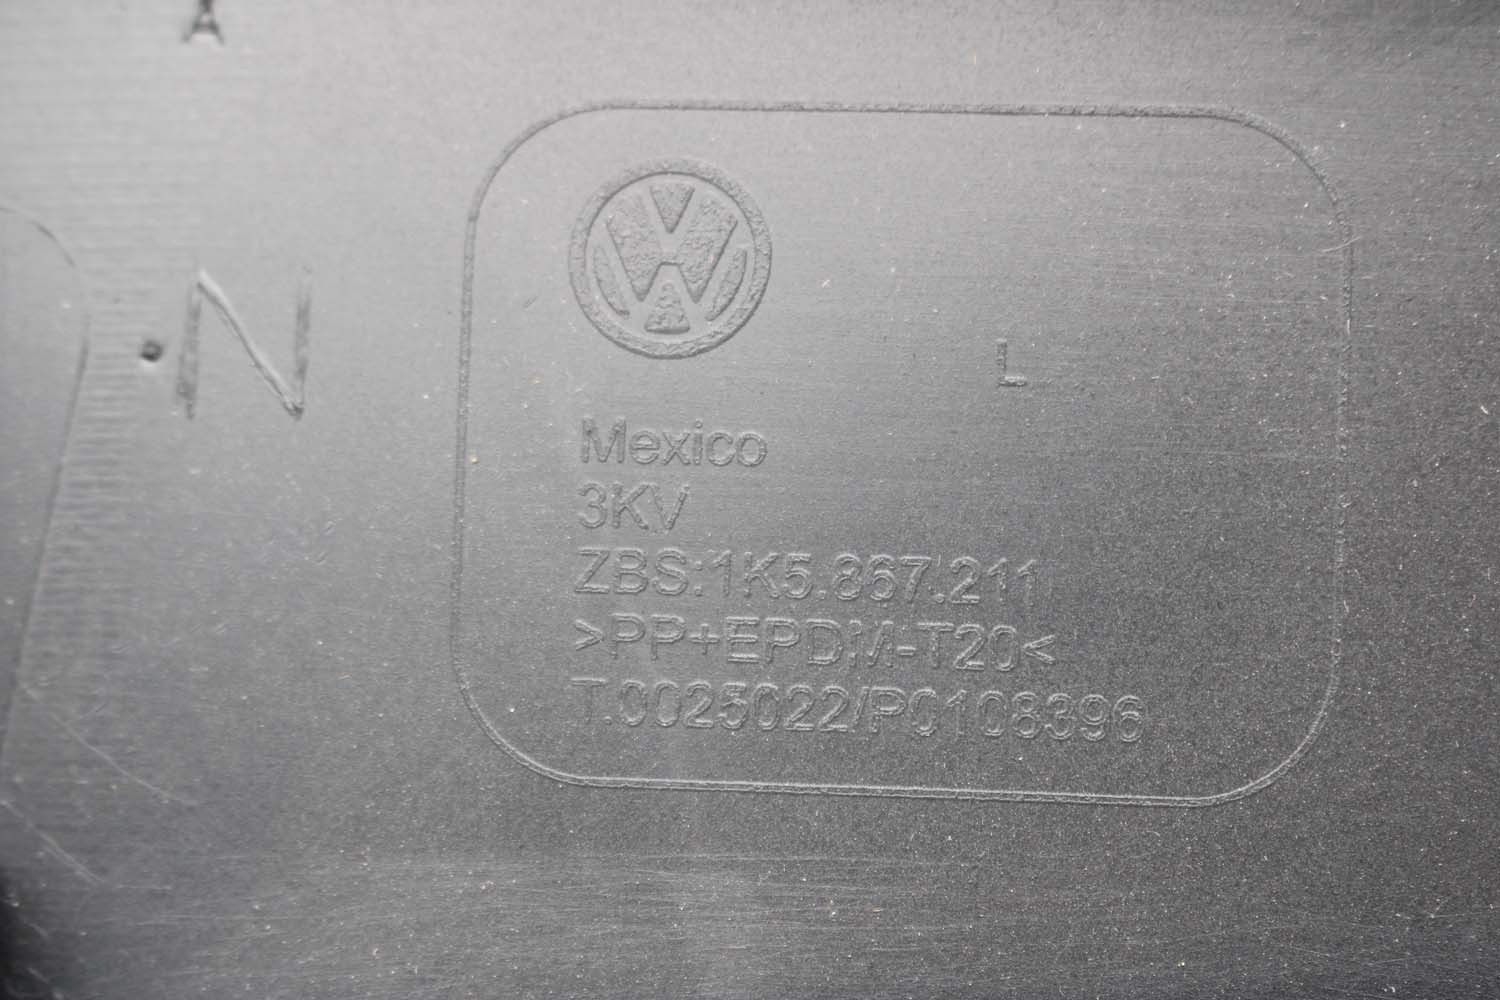 A
N
L
Mexico
3KV
ZBS:1K5.867.211
>PP+EPDM-T20<
T.0025022/P0108396